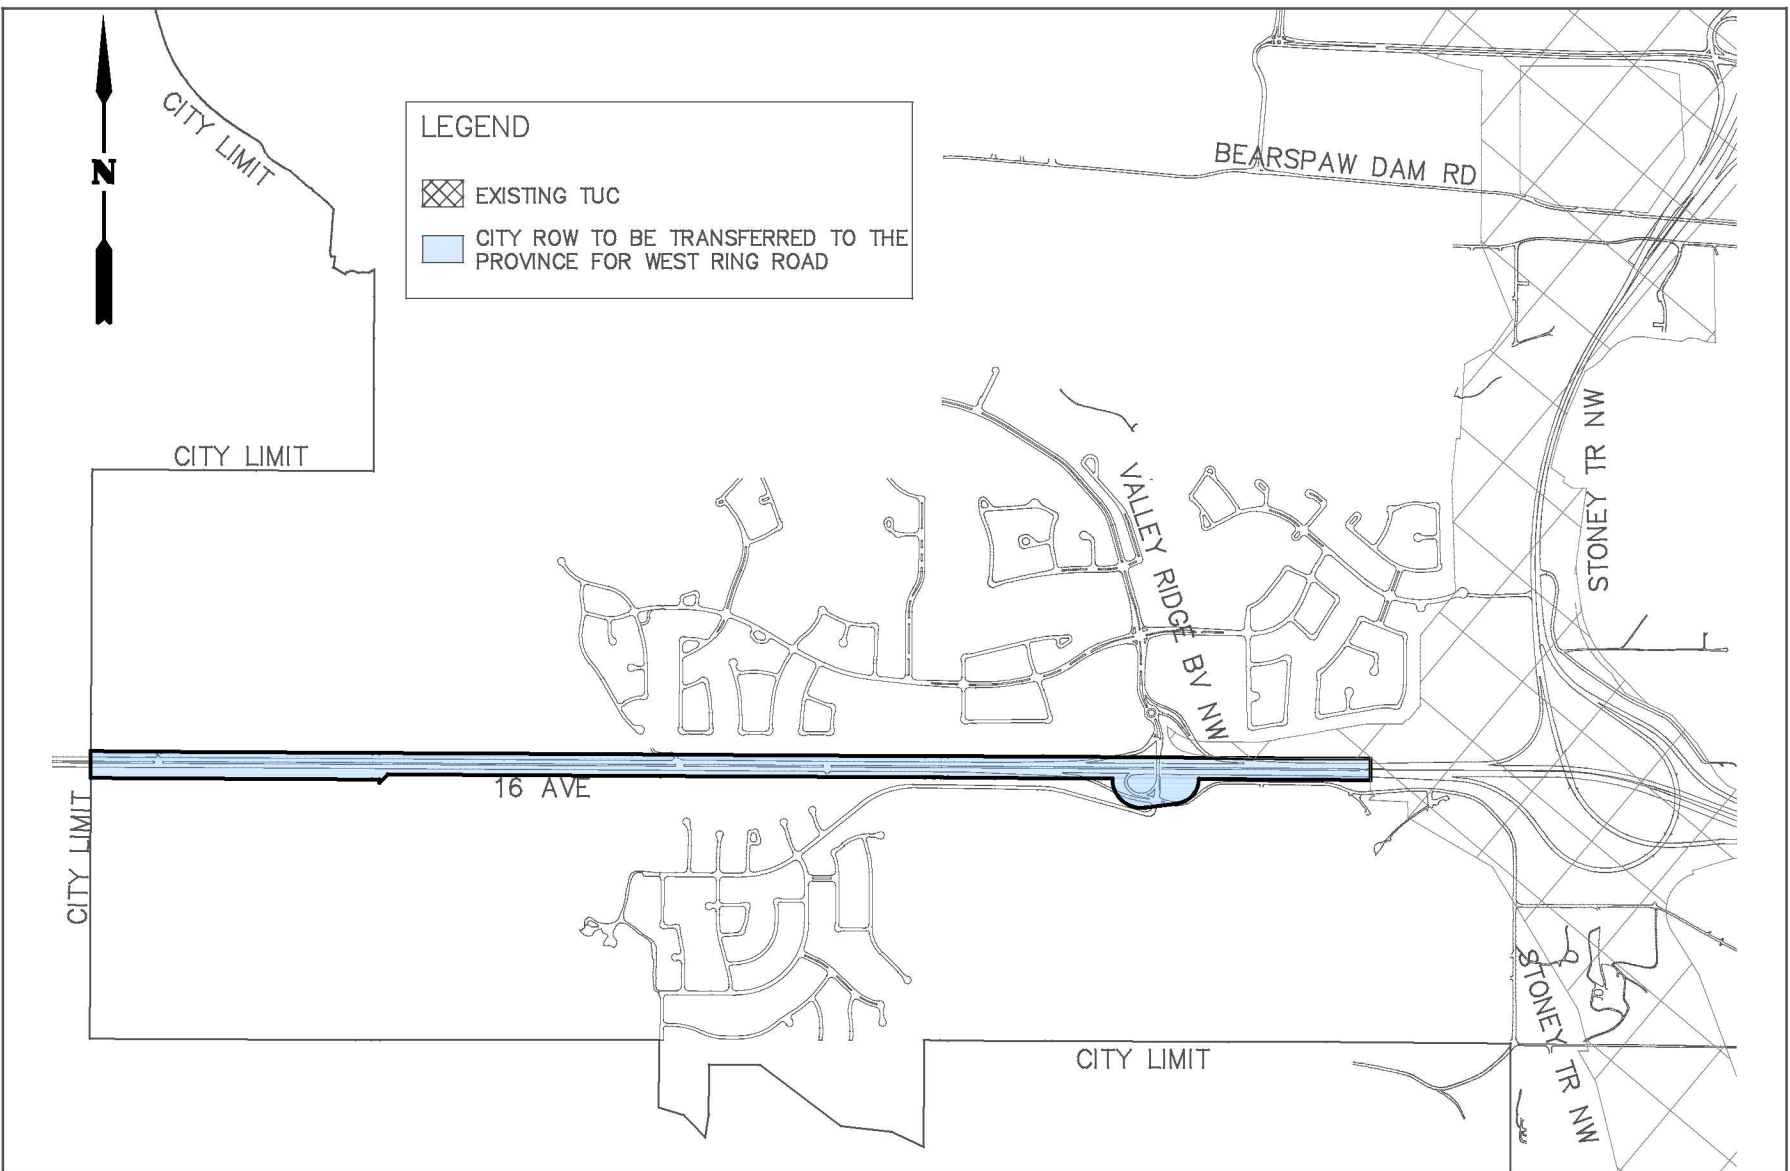 CITY LIMIT
N
LEGEND
EXISTING TUC
CITY ROW TO BE TRANSFERRED TO THE
PROVINCE FOR WEST RING ROAD
BEARSPAW DAM RD
CITY LIMIT
STONEY TR NW
VALLEY RIDGE BV NW
16 AVE
CITY LIMIT
STONEY TR NW
CITY LIMIT